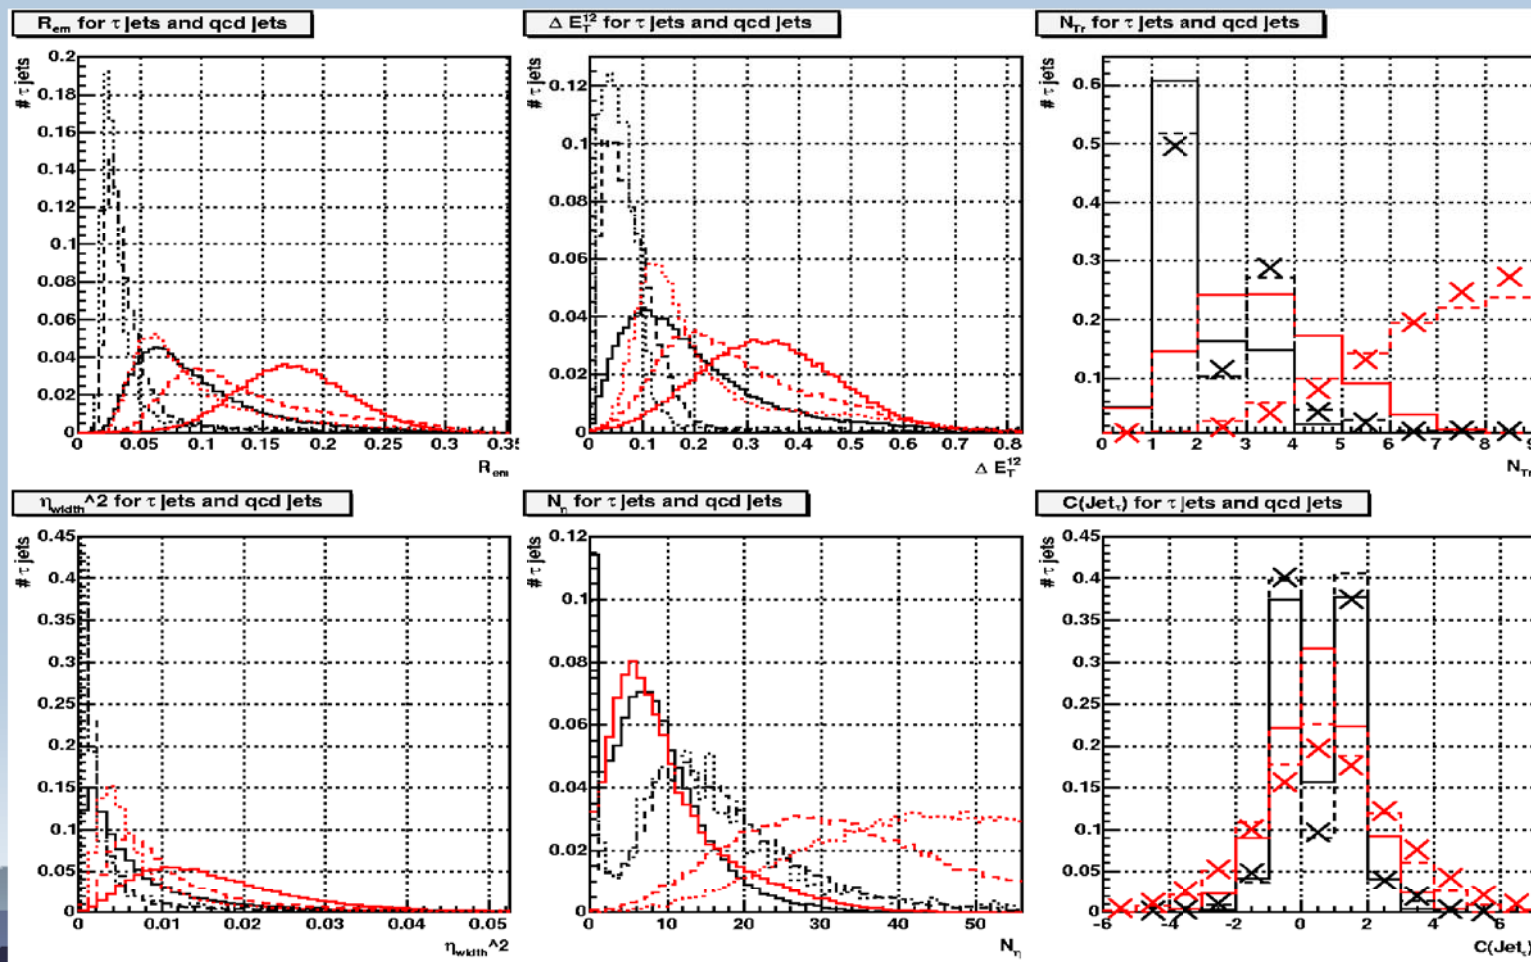 R_em for τ jets and qcd jets
# τ jets
0.2
0.18
0.16
0.14
0.12
0.1
0.08
0.06
0.04
0.02
0
0 0.05 0.1 0.15 0.2 0.25 0.3 0.35
R_em
Δ E_T^12 for τ jets and qcd jets
# τ jets
0.12
0.1
0.08
0.06
0.04
0.02
0
0 0.1 0.2 0.3 0.4 0.5 0.6 0.7 0.8
Δ E_T^12
N_Tr for τ jets and qcd jets
# τ jets
0.6
0.5
0.4
0.3
0.2
0.1
0 1 2 3 4 5 6 7 8 9
N_Tr
η_width^2 for τ jets and qcd jets
# τ jets
0.45
0.4
0.35
0.3
0.25
0.2
0.15
0.1
0.05
0
0 0.01 0.02 0.03 0.04 0.05
η_width^2
N_η for τ jets and qcd jets
# τ jets
0.12
0.1
0.08
0.06
0.04
0.02
0
0 10 20 30 40 50
N_η
C(Jet_τ) for τ jets and qcd jets
# τ jets
0.45
0.4
0.35
0.3
0.25
0.2
0.15
0.1
0.05
0
-6 -4 -2 0 2 4 6
C(Jet_τ)